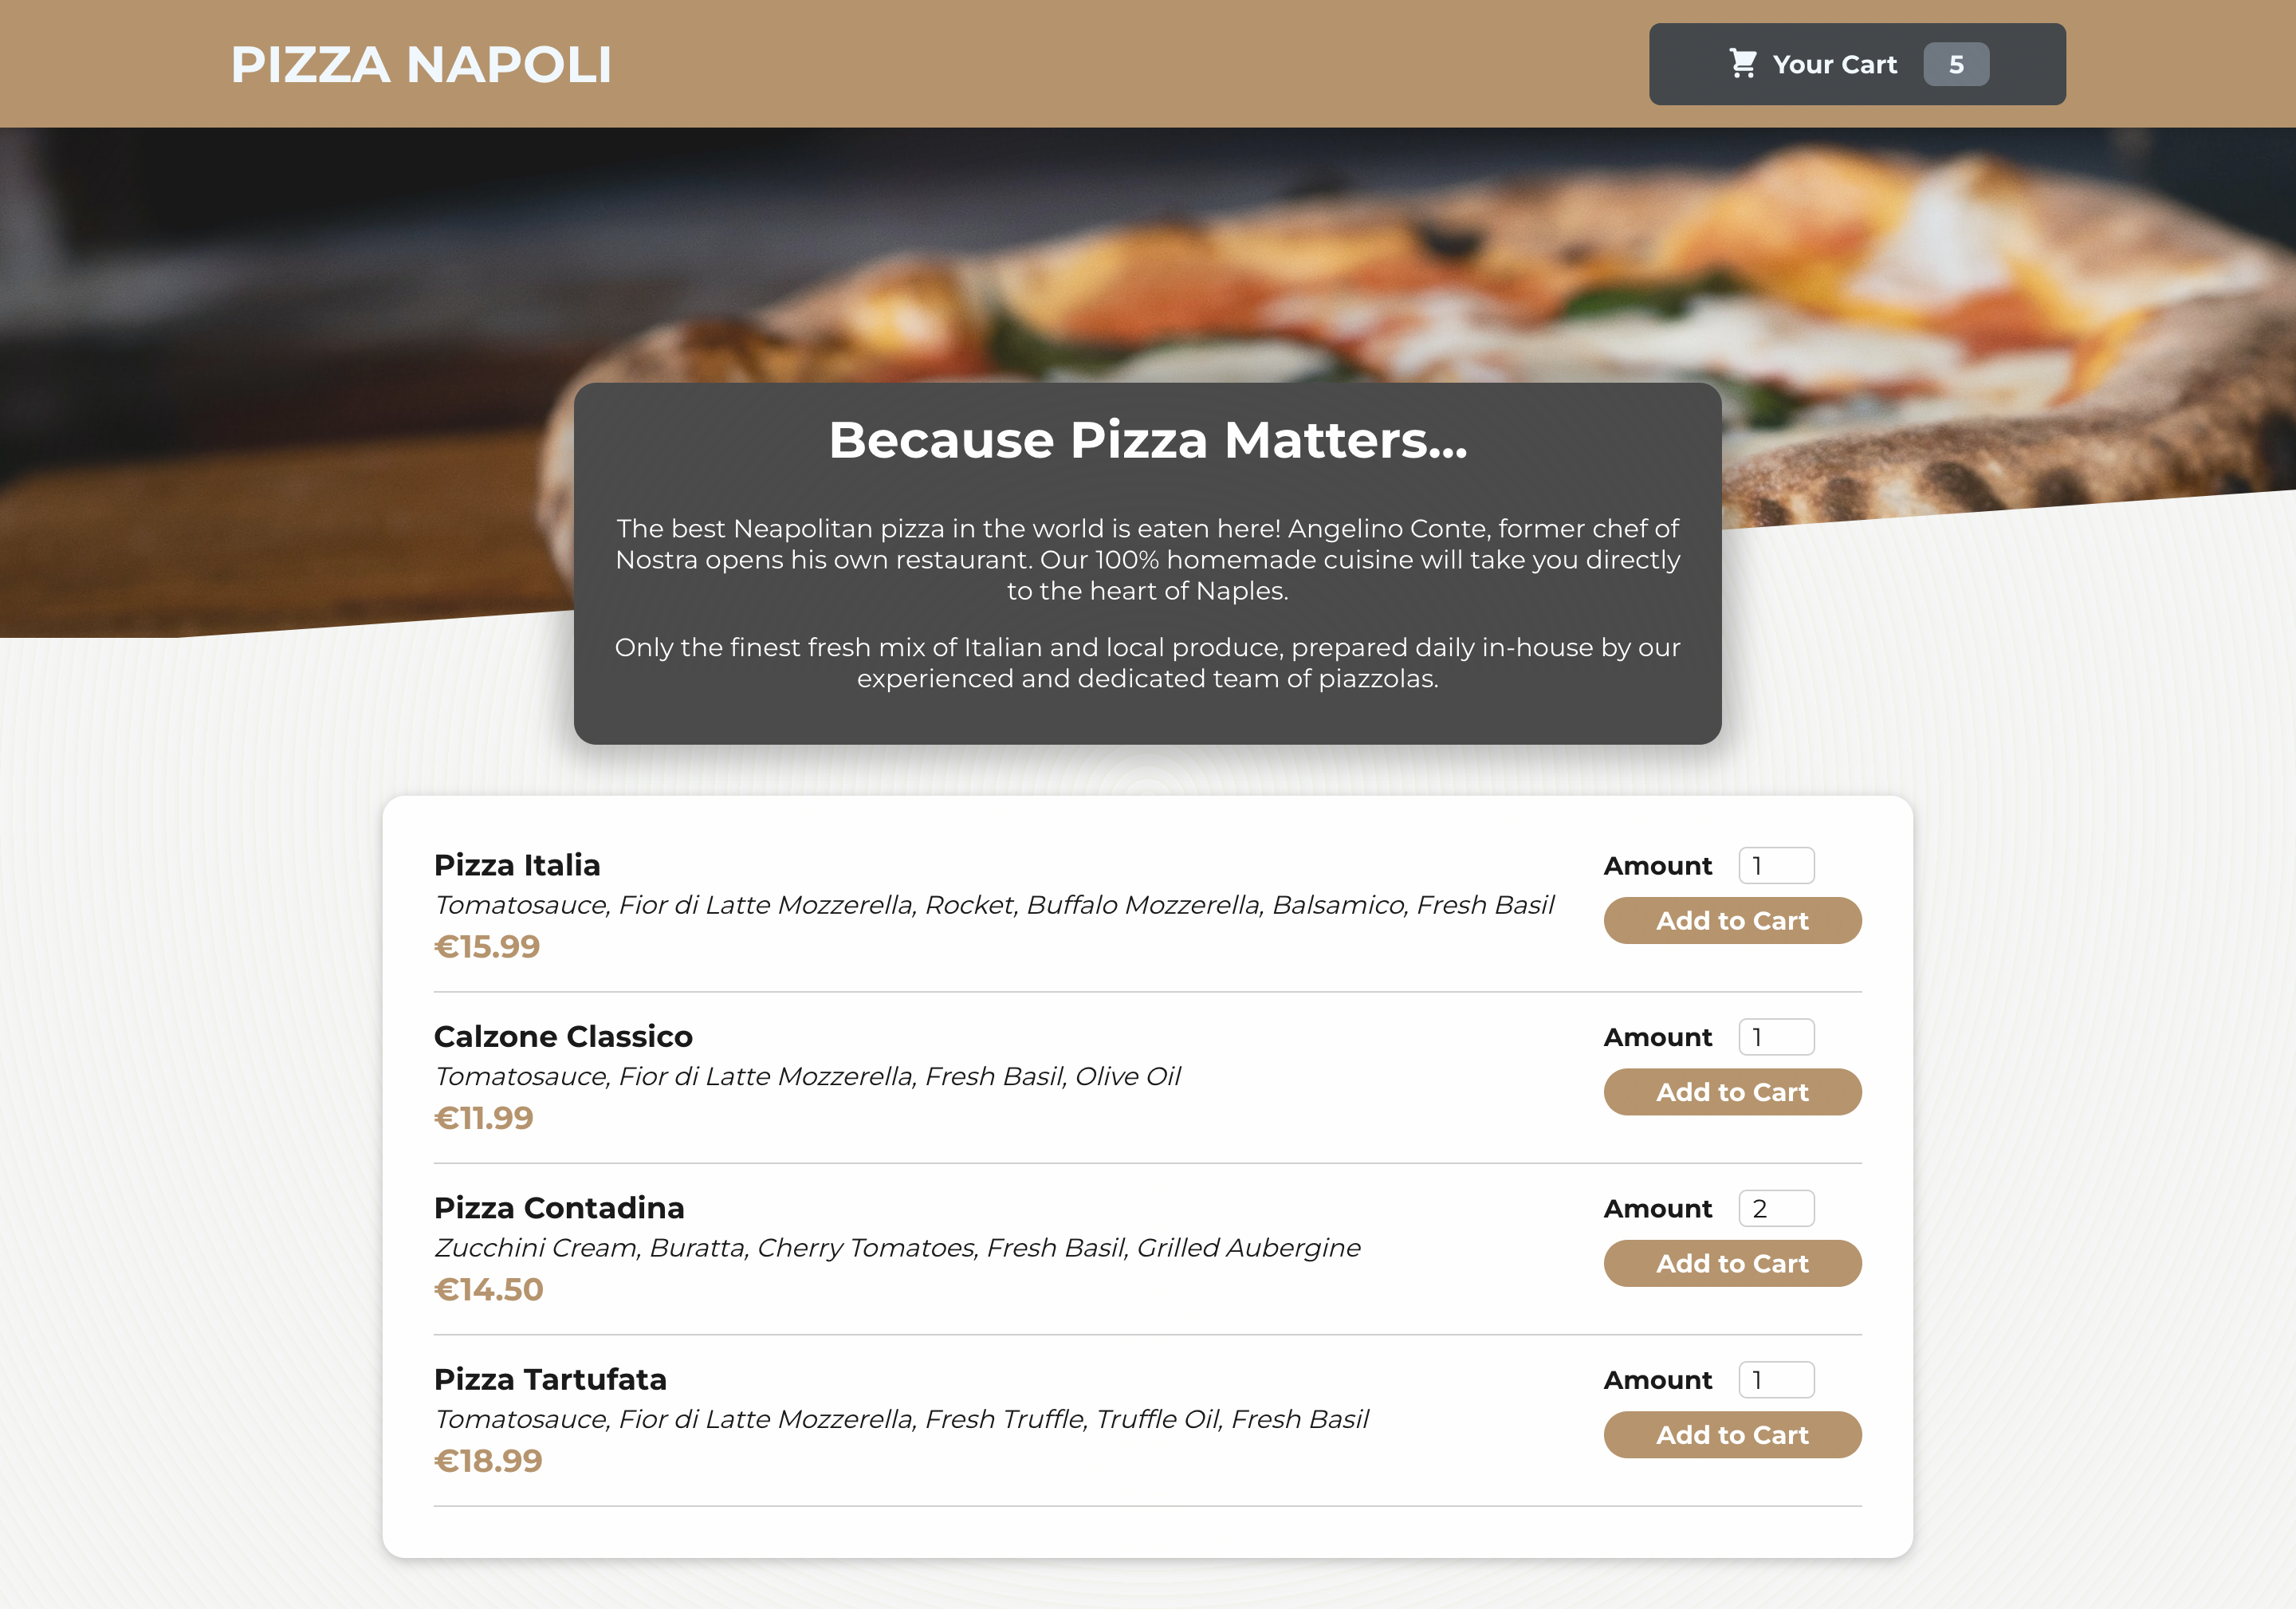 PIZZA NAPOLI
Your Cart 5
Because Pizza Matters...
The best Neapolitan pizza in the world is eaten here! Angelino Conte, former chef of
Nostra opens his own restaurant. Our 100% homemade cuisine will take you directly
to the heart of Naples.
Only the finest fresh mix of Italian and local produce, prepared daily in-house by our
experienced and dedicated team of piazzolas.
Pizza Italia
Tomatosauce, Fior di Latte Mozzerella, Rocket, Buffalo Mozzerella, Balsamico, Fresh Basil
€15.99
Amount 1
Add to Cart
Calzone Classico
Tomatosauce, Fior di Latte Mozzerella, Fresh Basil, Olive Oil
€11.99
Amount 1
Add to Cart
Pizza Contadina
Zucchini Cream, Buratta, Cherry Tomatoes, Fresh Basil, Grilled Aubergine
€14.50
Amount 2
Add to Cart
Pizza Tartufata
Tomatosauce, Fior di Latte Mozzerella, Fresh Truffle, Truffle Oil, Fresh Basil
€18.99
Amount 1
Add to Cart